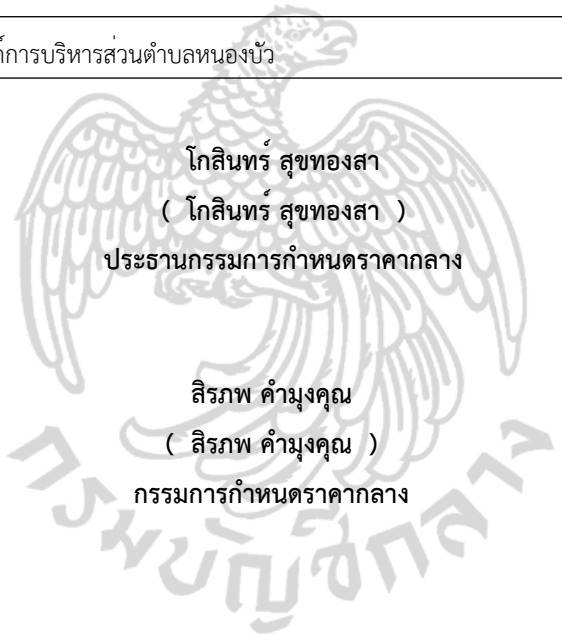 การบริหารส่วนตำบลหนองบัว
โกสินทร์ สุขทองสา
( โกสินทร์ สุขทองสา )
ประธานกรรมการกำหนดราคากลาง
สิรภพ คำมุงคุณ
( สิรภพ คำมุงคุณ )
กรรมการกำหนดราคากลาง
กรมบัญชีกลาง